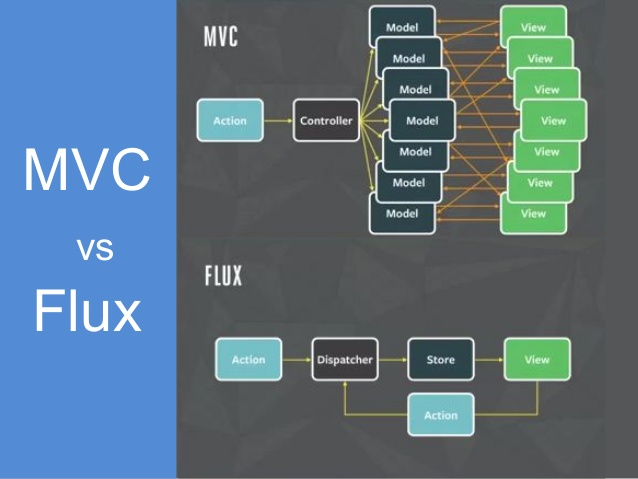 MVC
vs
Flux
MVC
Action
Controller
Model
Model
Model
Model
Model
Model
Model
View
View
View
View
View
View
View
FLUX
Action
Dispatcher
Store
View
Action